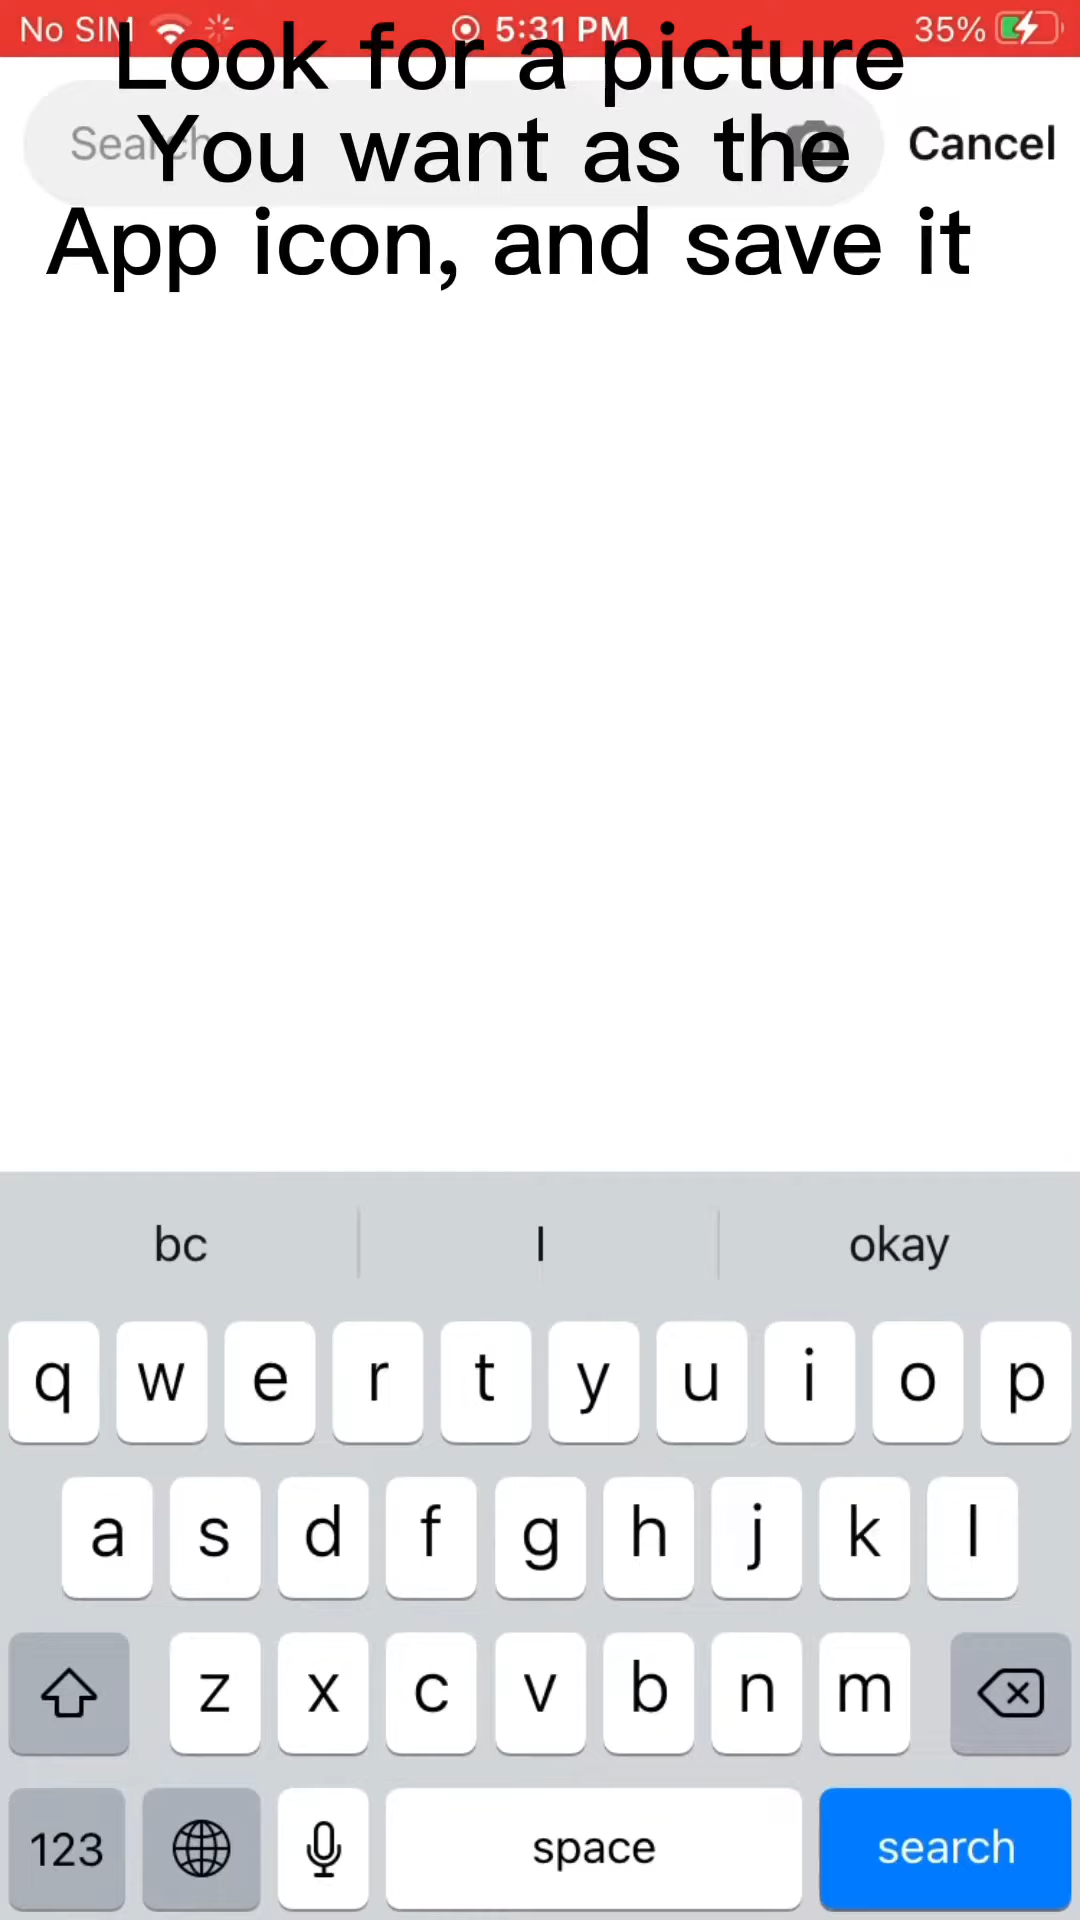 No SIM 5:31 PM 35%
Look for a picture
Search Cancel
You want as the
App icon, and save it
bc I okay
q w e r t y u i o p
a s d f g h j k l
z x c v b n m
123 space search